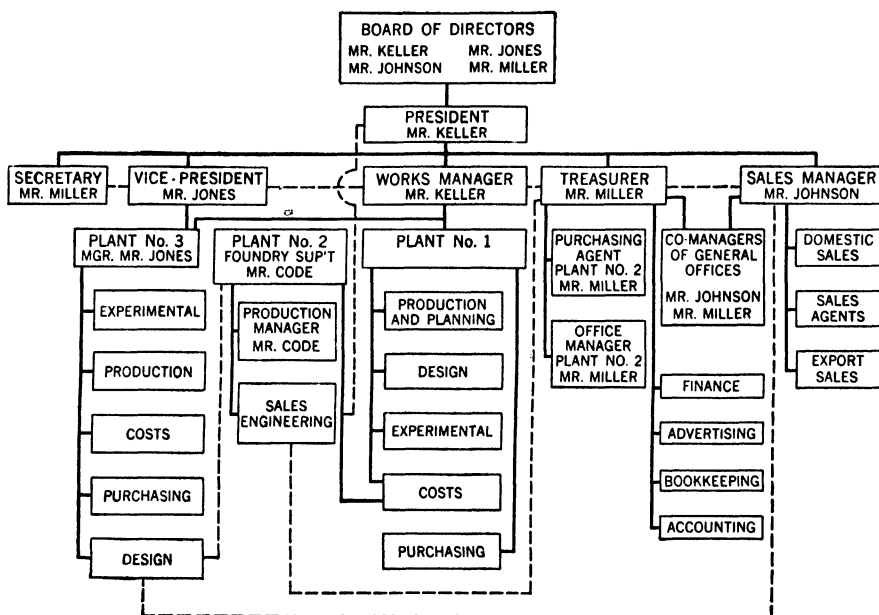 BOARD OF DIRECTORS
MR. KELLER MR. JONES
MR. JOHNSON MR. MILLER
PRESIDENT
MR. KELLER
SECRETARY
MR. MILLER
VICE-PRESIDENT
MR. JONES
WORKS MANAGER
MR. KELLER
TREASURER
MR. MILLER
SALES MANAGER
MR. JOHNSON
PLANT No. 3
MGR. MR. JONES
EXPERIMENTAL
PRODUCTION
COSTS
PURCHASING
DESIGN
PLANT No. 2
FOUNDRY SUP'T
MR. CODE
PRODUCTION
MANAGER
MR. CODE
SALES
ENGINEERING
PLANT No. 1
PRODUCTION
AND PLANNING
DESIGN
EXPERIMENTAL
COSTS
PURCHASING
PURCHASING
AGENT
PLANT NO. 2
MR. MILLER
OFFICE
MANAGER
PLANT NO. 2
MR. MILLER
CO-MANAGERS
OF GENERAL
OFFICES
MR. JOHNSON
MR. MILLER
FINANCE
ADVERTISING
BOOKKEEPING
ACCOUNTING
DOMESTIC
SALES
SALES
AGENTS
EXPORT
SALES